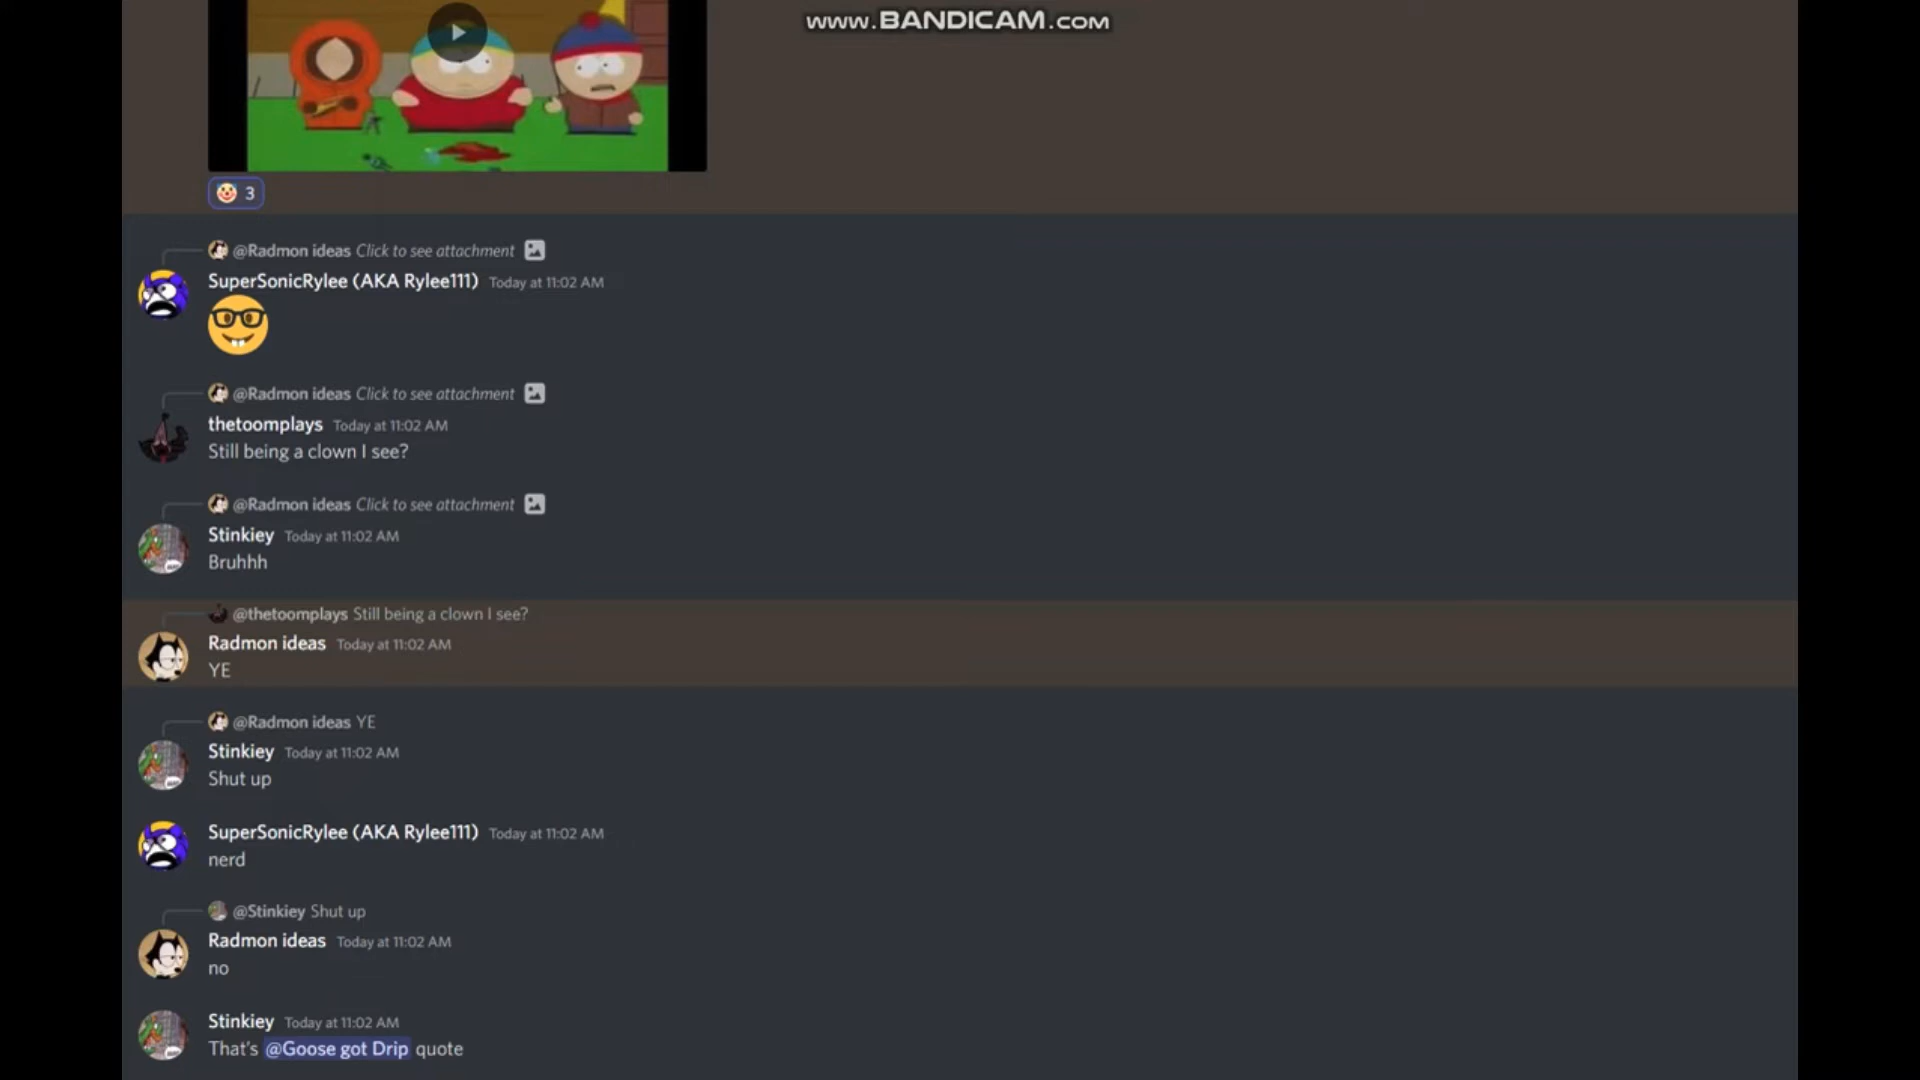 www.BANDICAM.com
3
@Radmon ideas Click to see attachment
SuperSonicRylee (AKA Rylee111) Today at 11:02 AM
@Radmon ideas Click to see attachment
thetoomplays Today at 11:02 AM
Still being a clown I see?
@Radmon ideas Click to see attachment
Stinkiey Today at 11:02 AM
Bruhhh
@thetoomplays Still being a clown I see?
Radmon ideas Today at 11:02 AM
YE
@Radmon ideas YE
Stinkiey Today at 11:02 AM
Shut up
SuperSonicRylee (AKA Rylee111) Today at 11:02 AM
nerd
@Stinkiey Shut up
Radmon ideas Today at 11:02 AM
no
Stinkiey Today at 11:02 AM
That's @Goose got Drip quote